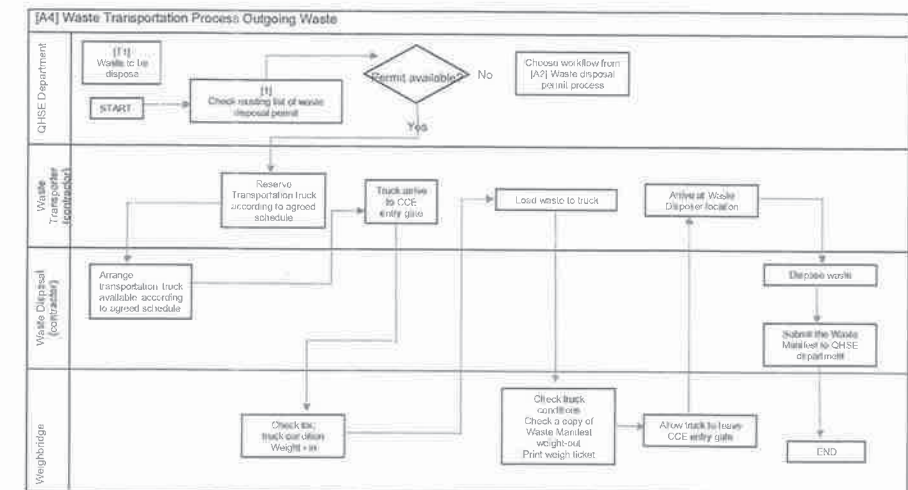 [A4] Waste Transportation Process Outgoing Waste
QHSE Department
[T1]
Waste to be
disposal
START
[1]
Check existing list of waste
disposal permit
Permit available?
No
Yes
Choose workflow from
[A2] Waste disposal
permit process
Waste
Transporter
(contractor)
Reserve
Transportation truck
according to agreed
schedule
Truck arrive
to CCE
entry gate
Load waste to truck
Arrive at Waste
Disposer location
Waste Disposal
(contractor)
Arrange
transportation truck
available according
to agreed schedule
Dispose waste
Submit the Waste
Manifest to QHSE
department
Weighbridge
Check
truck condition
Weight - in
Check truck
conditions
Check a copy of
Waste Manifest
weight-out
Print weigh ticket
Allow truck to leave
CCE entry gate
END